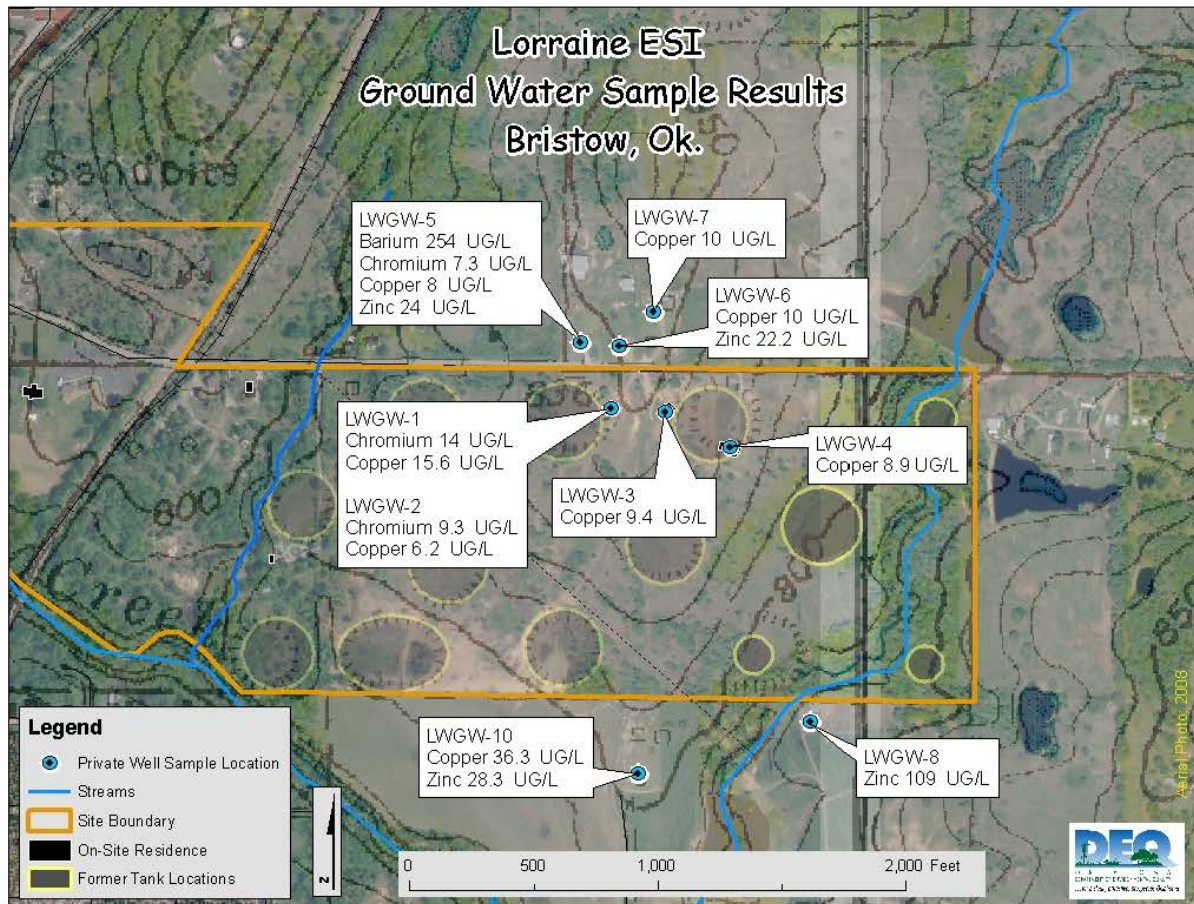 Lorraine ESI
Ground Water Sample Results
Bristow, Ok.
Sandpits
LWGW-5
Barium 254 UG/L
Chromium 7.3 UG/L
Copper 8 UG/L
Zinc 24 UG/L
LWGW-7
Copper 10 UG/L
LWGW-6
Copper 10 UG/L
Zinc 22.2 UG/L
LWGW-1
Chromium 14 UG/L
Copper 15.6 UG/L
LWGW-2
Chromium 9.3 UG/L
Copper 6.2 UG/L
LWGW-3
Copper 9.4 UG/L
LWGW-4
Copper 8.9 UG/L
800
Creek
LWGW-10
Copper 36.3 UG/L
Zinc 28.3 UG/L
LWGW-8
Zinc 109 UG/L
Legend
Private Well Sample Location
Streams
Site Boundary
On-Site Residence
Former Tank Locations
N
0 500 1,000 2,000 Feet
Aerial Photo: 2008
DEQ
OKLAHOMA
DEPARTMENT OF ENVIRONMENTAL QUALITY